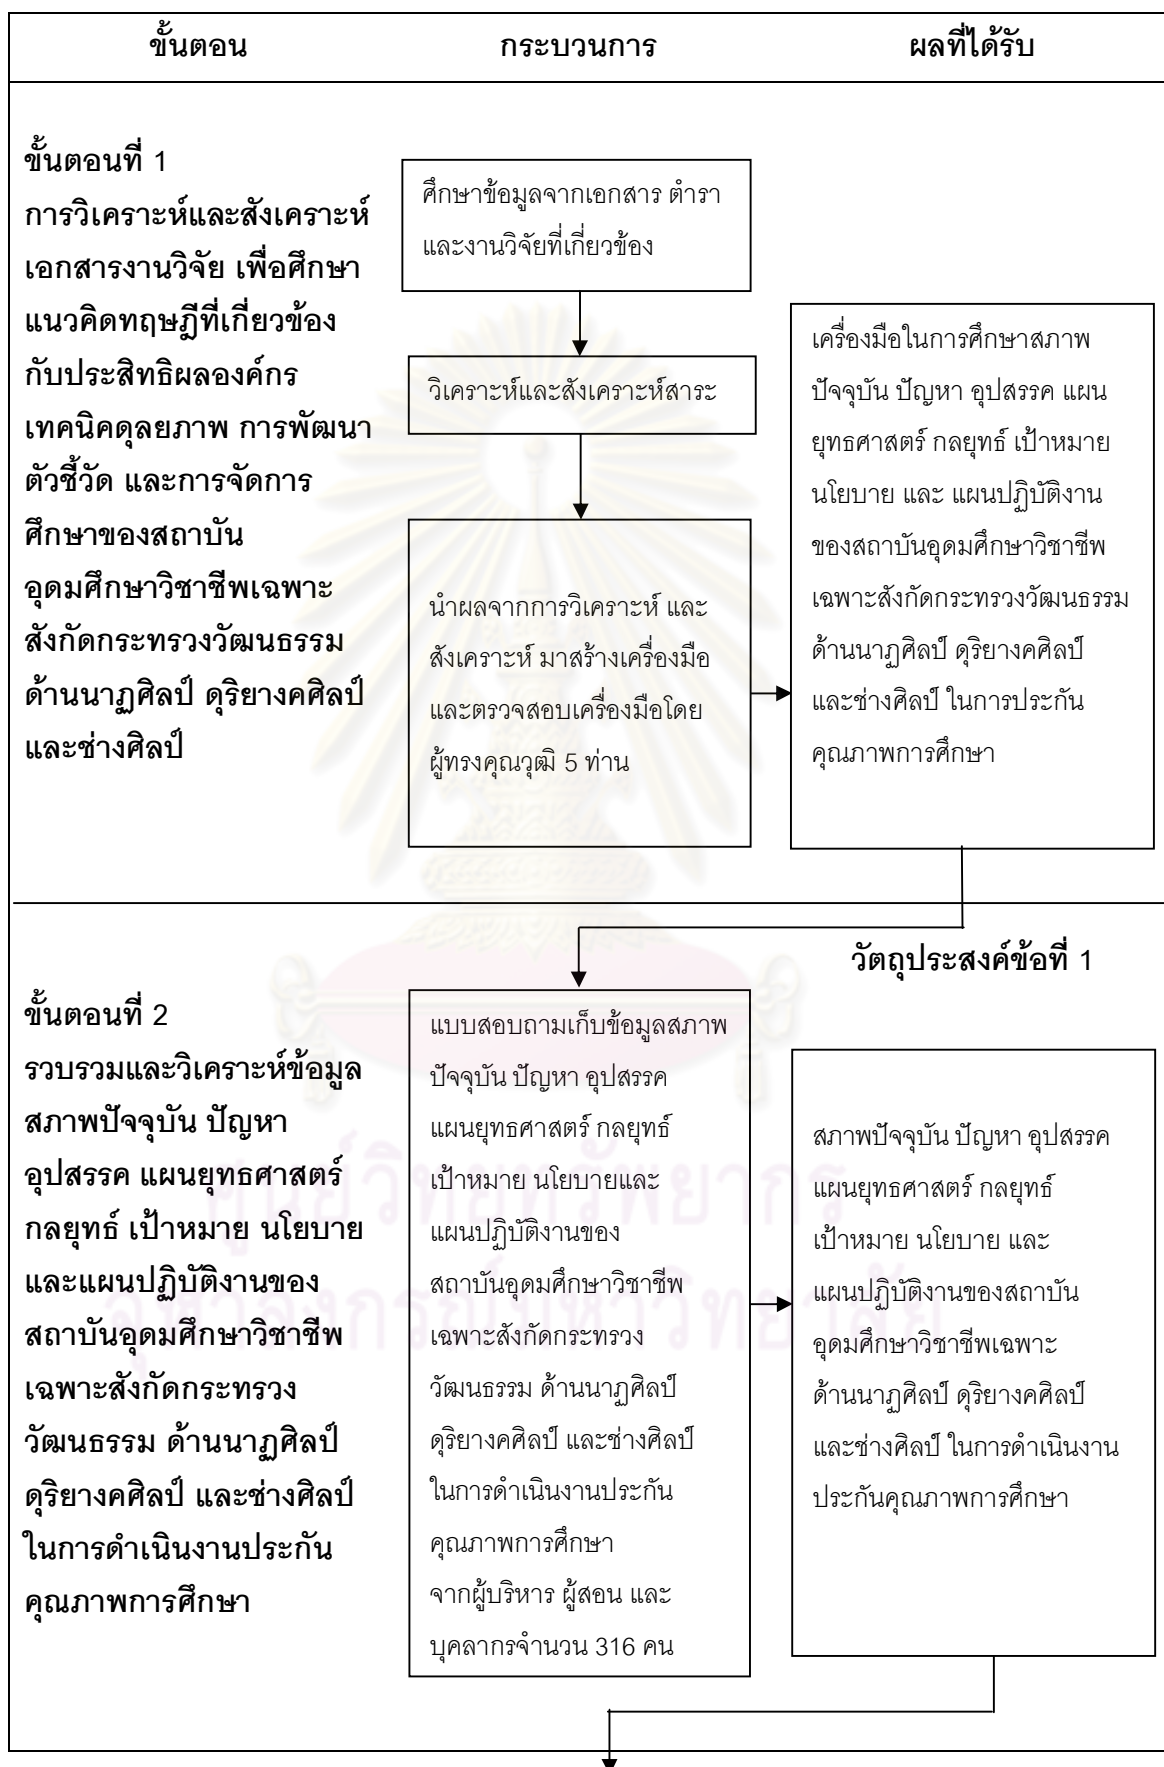 ขั้นตอน กระบวนการ ผลที่ได้รับ
ขั้นตอนที่ 1
การวิเคราะห์และสังเคราะห์
เอกสารงานวิจัย เพื่อศึกษา
แนวคิดทฤษฎีที่เกี่ยวข้อง
กับประสิทธิผลองค์กร
เทคนิคดุลยภาพ การพัฒนา
ตัวชี้วัด และการจัดการ
ศึกษาของสถาบัน
อุดมศึกษาวิชาชีพเฉพาะ
สังกัดกระทรวงวัฒนธรรม
ด้านนาฏศิลป์ ดุริยางคศิลป์
และช่างศิลป์
ศึกษาข้อมูลจากเอกสาร ตำรา
และงานวิจัยที่เกี่ยวข้อง
วิเคราะห์และสังเคราะห์สาระ
นำผลจากการวิเคราะห์ และ
สังเคราะห์ มาสร้างเครื่องมือ
และตรวจสอบเครื่องมือโดย
ผู้ทรงคุณวุฒิ 5 ท่าน
เครื่องมือในการศึกษาสภาพ
ปัจจุบัน ปัญหา อุปสรรค แผน
ยุทธศาสตร์ กลยุทธ์ เป้าหมาย
นโยบาย และ แผนปฏิบัติงาน
ของสถาบันอุดมศึกษาวิชาชีพ
เฉพาะสังกัดกระทรวงวัฒนธรรม
ด้านนาฏศิลป์ ดุริยางคศิลป์
และช่างศิลป์ ในการประกัน
คุณภาพการศึกษา
วัตถุประสงค์ข้อที่ 1
ขั้นตอนที่ 2
รวบรวมและวิเคราะห์ข้อมูล
สภาพปัจจุบัน ปัญหา
อุปสรรค แผนยุทธศาสตร์
กลยุทธ์ เป้าหมาย นโยบาย
และแผนปฏิบัติงานของ
สถาบันอุดมศึกษาวิชาชีพ
เฉพาะสังกัดกระทรวง
วัฒนธรรม ด้านนาฏศิลป์
ดุริยางคศิลป์ และช่างศิลป์
ในการดำเนินงานประกัน
คุณภาพการศึกษา
แบบสอบถามเก็บข้อมูลสภาพ
ปัจจุบัน ปัญหา อุปสรรค
แผนยุทธศาสตร์ กลยุทธ์
เป้าหมาย นโยบายและ
แผนปฏิบัติงานของ
สถาบันอุดมศึกษาวิชาชีพ
เฉพาะสังกัดกระทรวง
วัฒนธรรม ด้านนาฏศิลป์
ดุริยางคศิลป์ และช่างศิลป์
ในการดำเนินงานประกัน
คุณภาพการศึกษา
จากผู้บริหาร ผู้สอน และ
บุคลากรจำนวน 316 คน
สภาพปัจจุบัน ปัญหา อุปสรรค
แผนยุทธศาสตร์ กลยุทธ์
เป้าหมาย นโยบาย และ
แผนปฏิบัติงานของสถาบัน
อุดมศึกษาวิชาชีพเฉพาะ
ด้านนาฏศิลป์ ดุริยางคศิลป์
และช่างศิลป์ ในการดำเนินงาน
ประกันคุณภาพการศึกษา
ศูนย์วิทยทรัพยากร
จุฬาลงกรณ์มหาวิทยาลัย